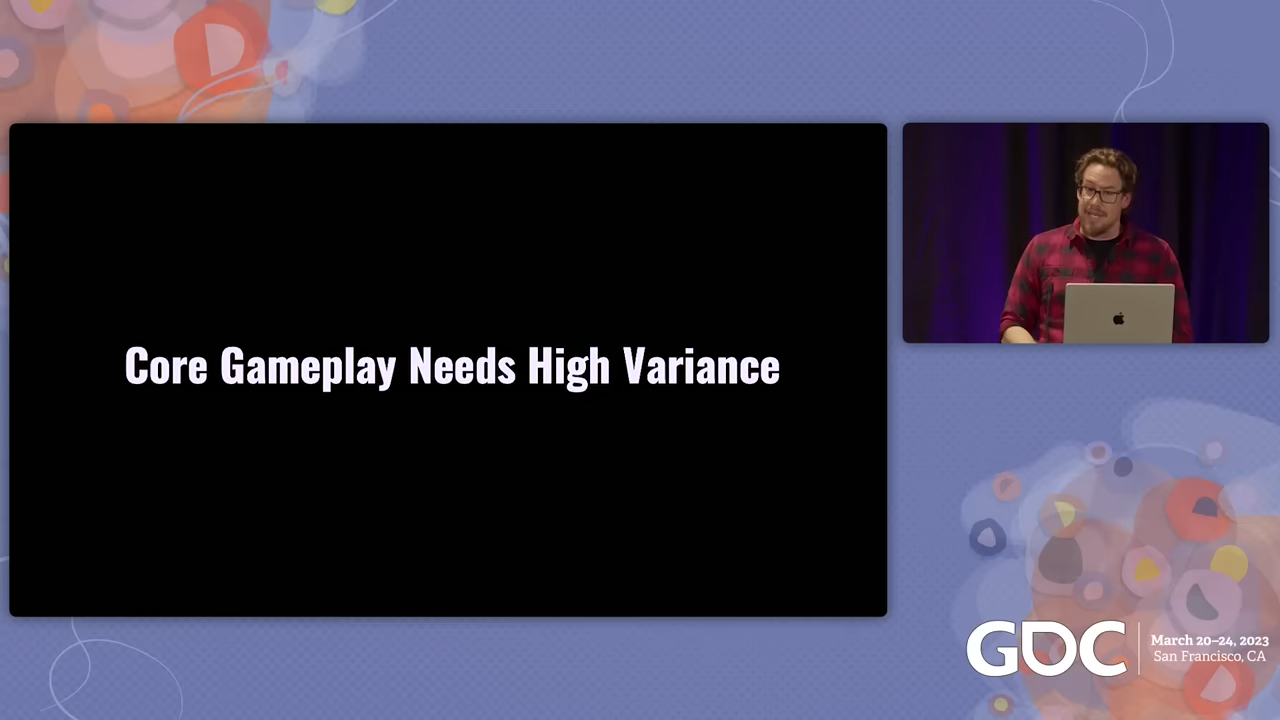 Core Gameplay Needs High Variance
GDC
March 20–24, 2023
San Francisco, CA